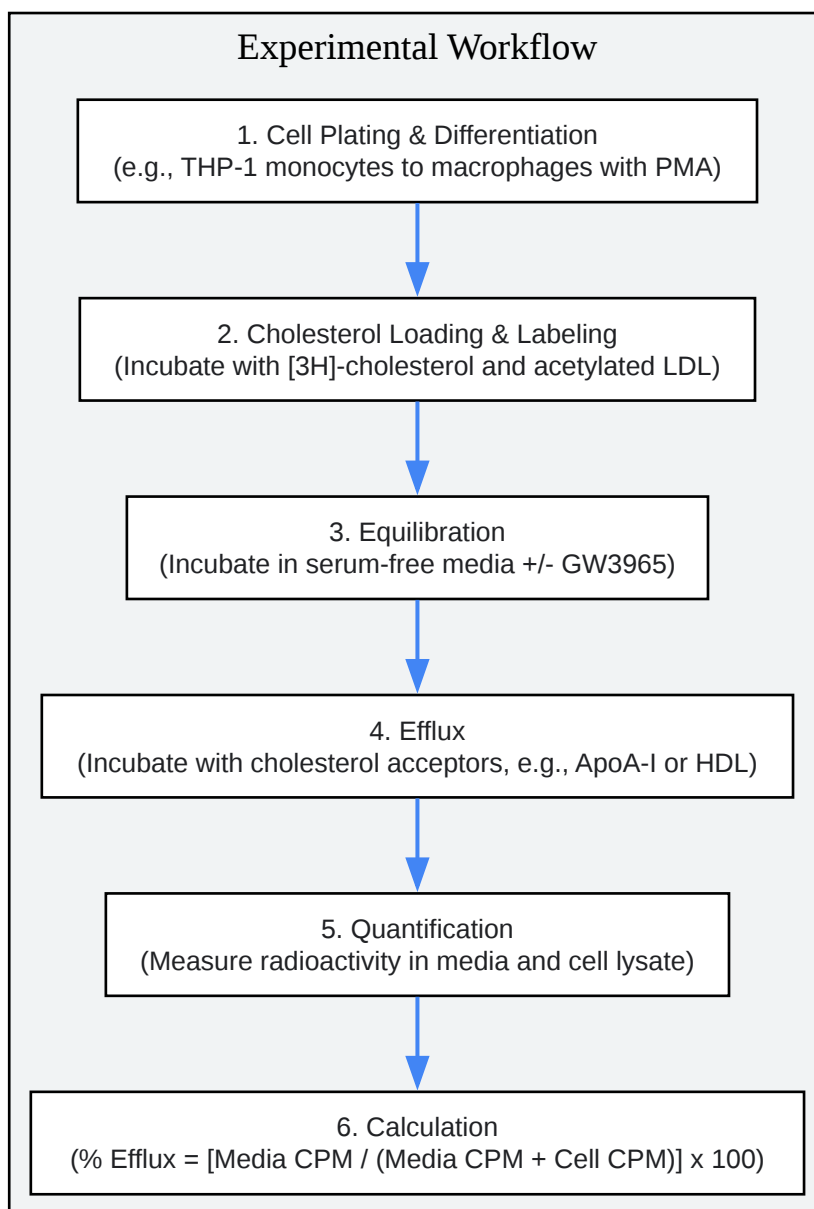 Experimental Workflow
1. Cell Plating & Differentiation
(e.g., THP-1 monocytes to macrophages with PMA)
2. Cholesterol Loading & Labeling
(Incubate with [3H]-cholesterol and acetylated LDL)
3. Equilibration
(Incubate in serum-free media +/- GW3965)
4. Efflux
(Incubate with cholesterol acceptors, e.g., ApoA-I or HDL)
5. Quantification
(Measure radioactivity in media and cell lysate)
6. Calculation
(% Efflux = [Media CPM / (Media CPM + Cell CPM)] x 100)